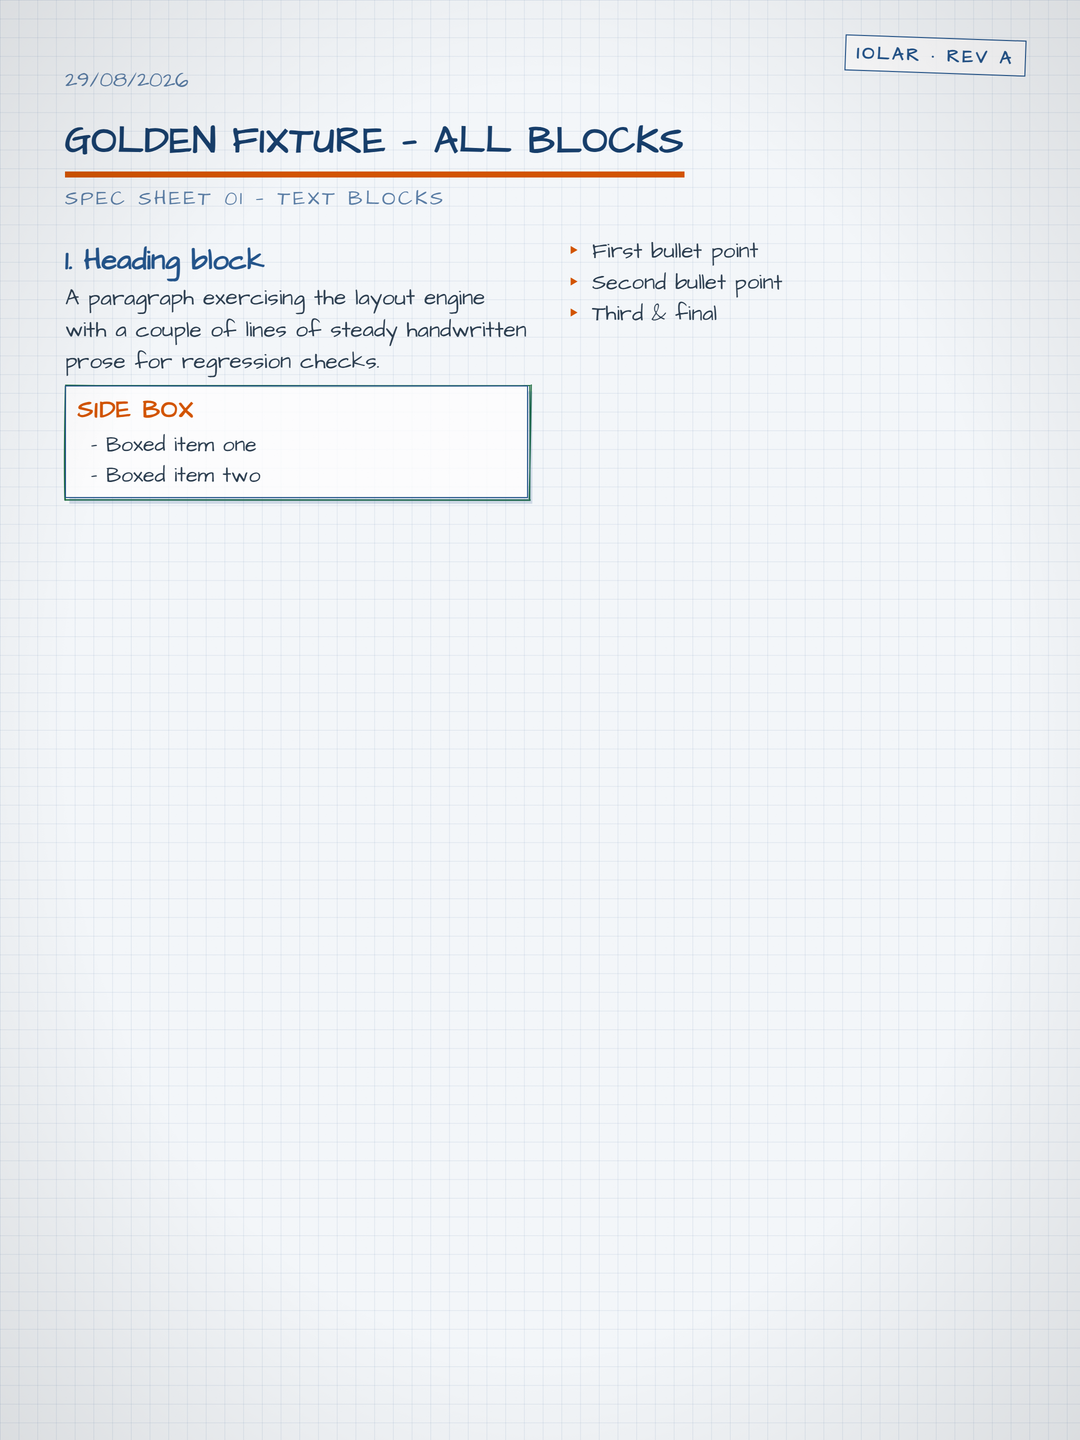 IOLAR · REV A
29/08/2026
GOLDEN FIXTURE - ALL BLOCKS
SPEC SHEET 01 - TEXT BLOCKS
1. Heading block
A paragraph exercising the layout engine
with a couple of lines of steady handwritten
prose for regression checks.
SIDE BOX
- Boxed item one
- Boxed item two
▸ First bullet point
▸ Second bullet point
▸ Third & final